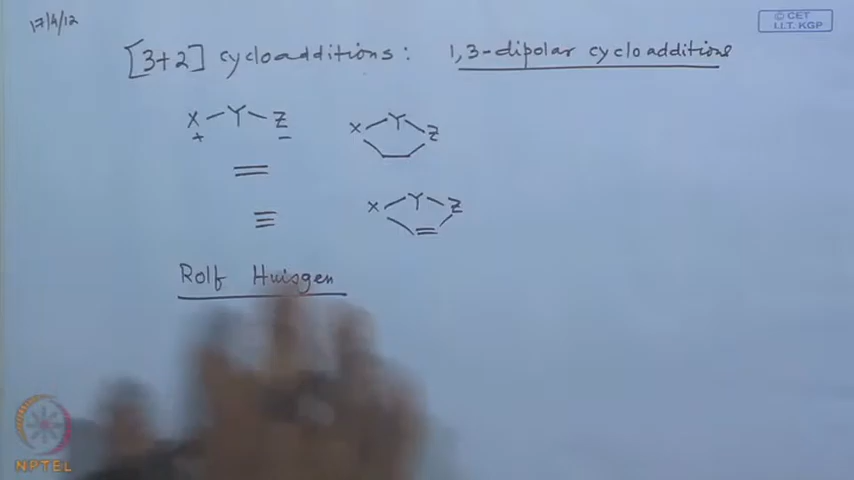 17/4/12
© CET
I.I.T. KGP
[3+2] cycloadditions: 1,3-dipolar cycloadditions
X – Y – Z
+ –
X Y Z
X Y Z
Rolf Huisgen
NPTEL